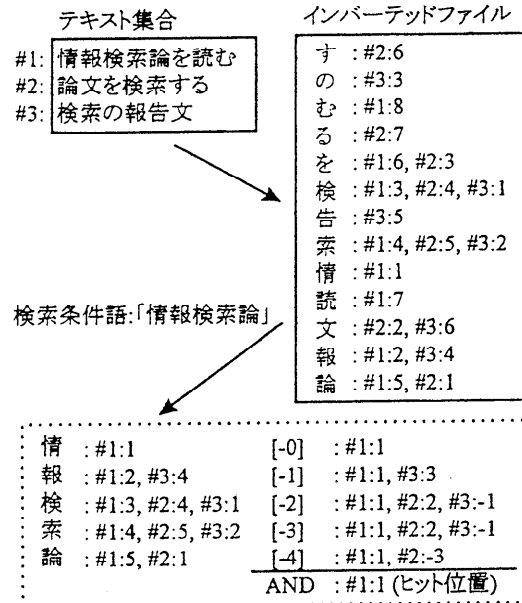 テキスト集合
#1: 情報検索論を読む
#2: 論文を検索する
#3: 検索の報告文
インバーテッドファイル
す : #2:6
の : #3:3
む : #1:8
る : #2:7
を : #1:6, #2:3
検 : #1:3, #2:4, #3:1
告 : #3:5
索 : #1:4, #2:5, #3:2
情 : #1:1
読 : #1:7
文 : #2:2, #3:6
報 : #1:2, #3:4
論 : #1:5, #2:1
検索条件語:「情報検索論」
情 : #1:1 [-0] : #1:1
報 : #1:2, #3:4 [-1] : #1:1, #3:3
検 : #1:3, #2:4, #3:1 [-2] : #1:1, #2:2, #3:-1
索 : #1:4, #2:5, #3:2 [-3] : #1:1, #2:2, #3:-1
論 : #1:5, #2:1 [-4] : #1:1, #2:-3
AND : #1:1 (ヒット位置)